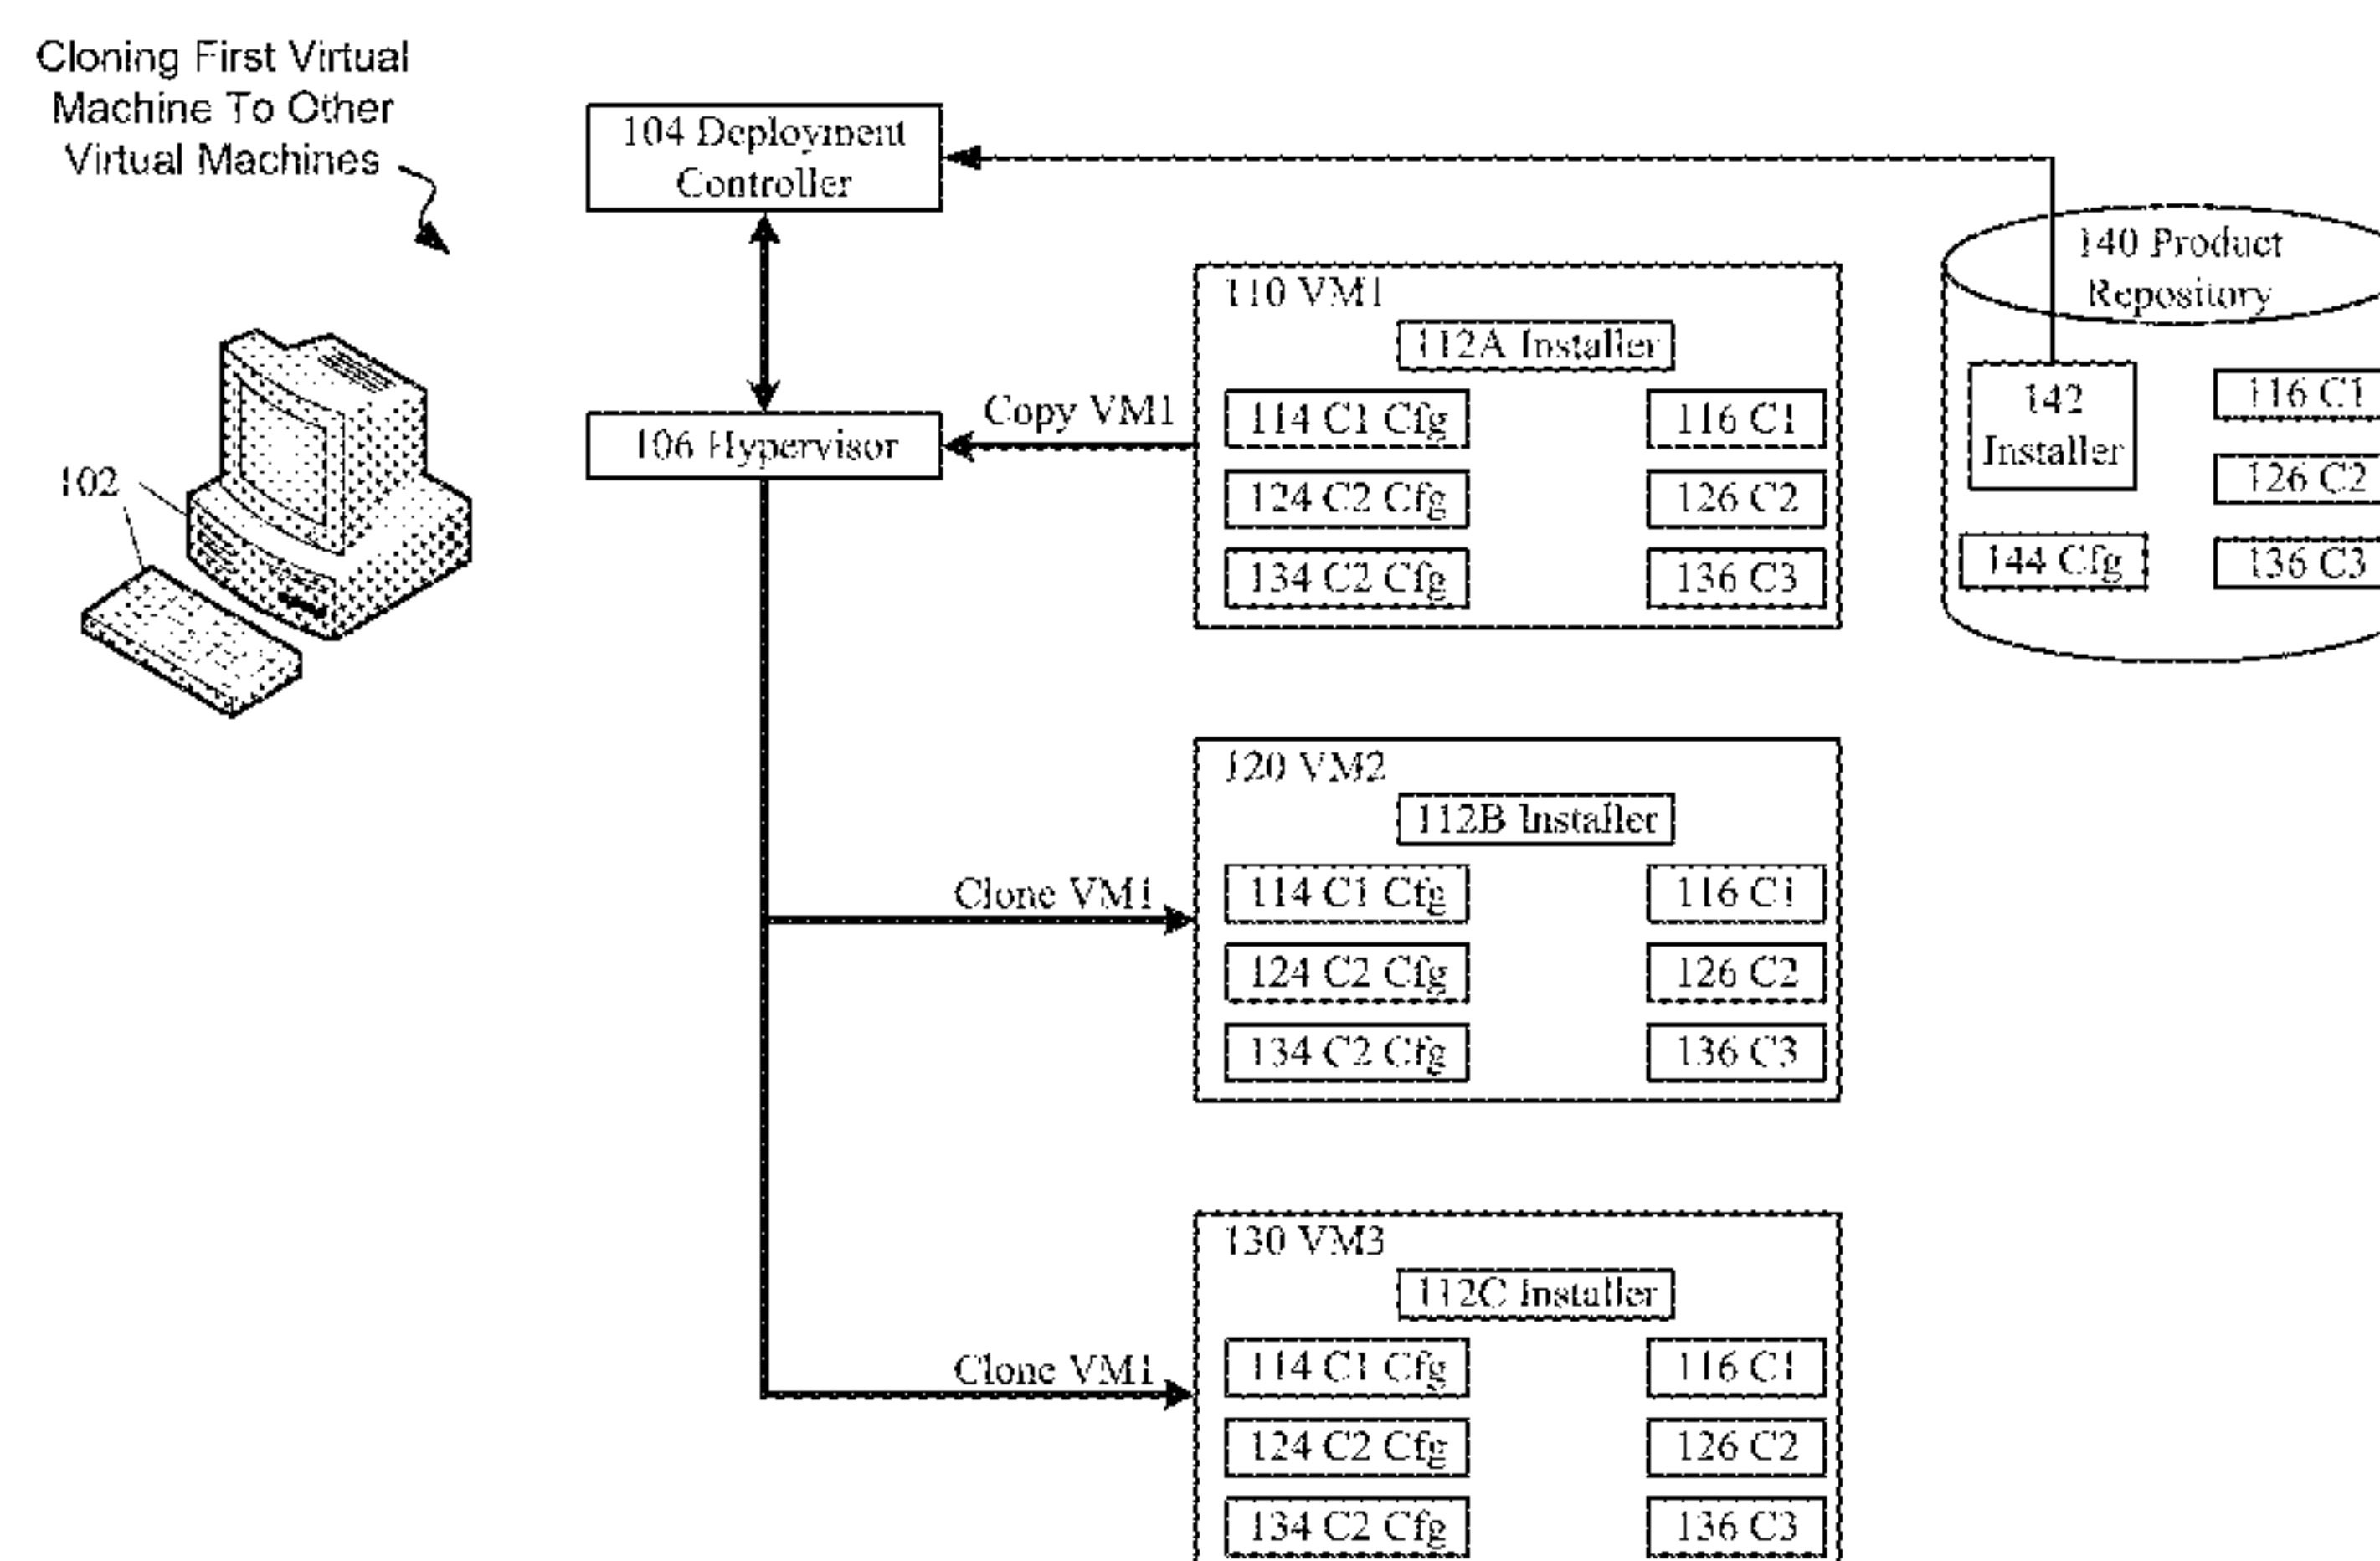 Cloning First Virtual
Machine To Other
Virtual Machines
102
104 Deployment
Controller
106 Hypervisor
Copy VM1
110 VM1
112A Installer
114 C1 Cfg
116 C1
124 C2 Cfg
126 C2
134 C2 Cfg
136 C3
140 Product
Repository
142
Installer
116 C1
126 C2
144 Cfg
136 C3
Clone VM1
120 VM2
112B Installer
114 C1 Cfg
116 C1
124 C2 Cfg
126 C2
134 C2 Cfg
136 C3
Clone VM1
130 VM3
112C Installer
114 C1 Cfg
116 C1
124 C2 Cfg
126 C2
134 C2 Cfg
136 C3